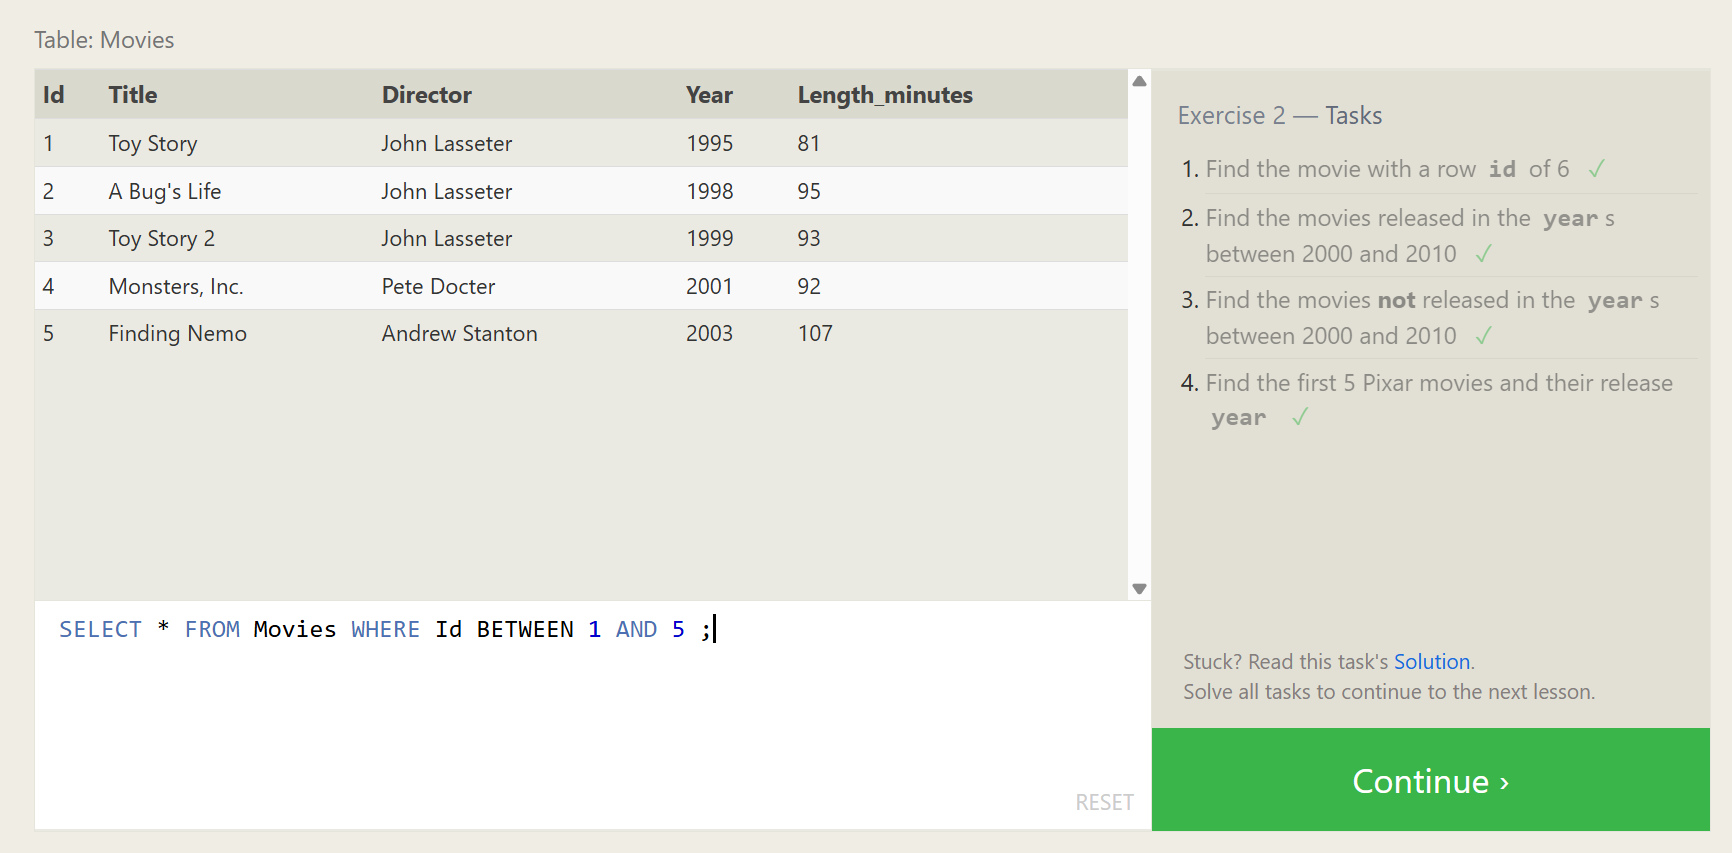 Table: Movies
Id Title Director Year Length_minutes
1 Toy Story John Lasseter 1995 81
2 A Bug's Life John Lasseter 1998 95
3 Toy Story 2 John Lasseter 1999 93
4 Monsters, Inc. Pete Docter 2001 92
5 Finding Nemo Andrew Stanton 2003 107
SELECT * FROM Movies WHERE Id BETWEEN 1 AND 5 ;
RESET
Exercise 2 — Tasks
1. Find the movie with a row id of 6 ✓
2. Find the movies released in the year s
between 2000 and 2010 ✓
3. Find the movies not released in the year s
between 2000 and 2010 ✓
4. Find the first 5 Pixar movies and their release
year ✓
Stuck? Read this task's Solution.
Solve all tasks to continue to the next lesson.
Continue ›